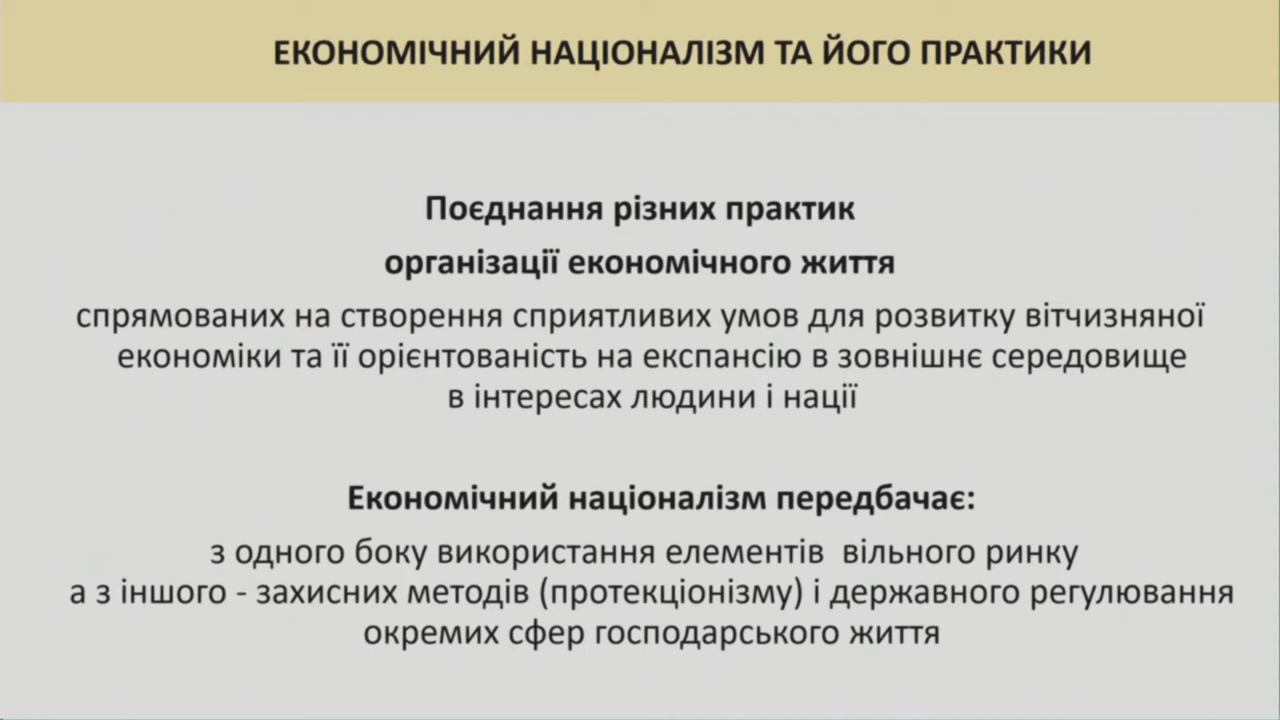 ЕКОНОМІЧНИЙ НАЦІОНАЛІЗМ ТА ЙОГО ПРАКТИКИ
Поєднання різних практик
організації економічного життя
спрямованих на створення сприятливих умов для розвитку вітчизняної
економіки та її орієнтованість на експансію в зовнішнє середовище
в інтересах людини і нації
Економічний націоналізм передбачає:
з одного боку використання елементів вільного ринку
а з іншого - захисних методів (протекціонізму) і державного регулювання
окремих сфер господарського життя